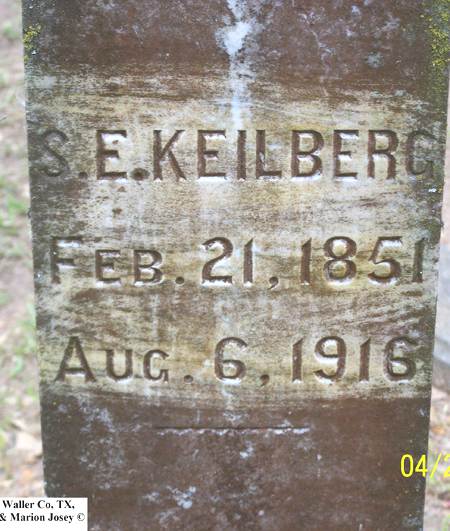 S.E.KEILBERG
FEB. 21, 1851
AUG. 6, 1916
04/2
Waller Co, TX,
& Marion Josey ©